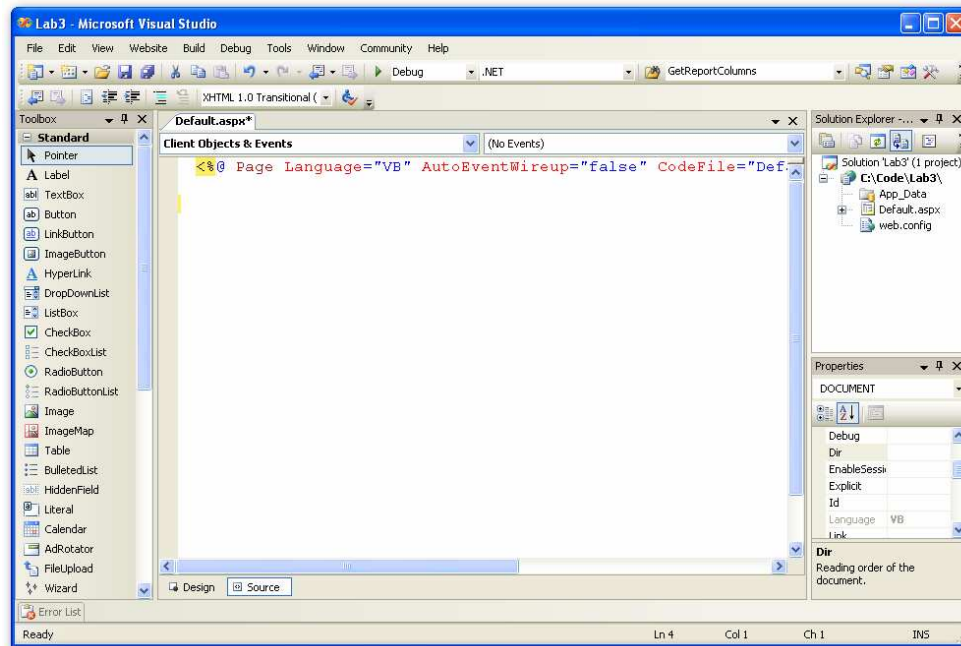 Lab3 - Microsoft Visual Studio
File Edit View Website Build Debug Tools Window Community Help
Debug .NET GetReportColumns
XHTML 1.0 Transitional (
Toolbox
Standard
Pointer
A Label
abl TextBox
ab Button
ab LinkButton
ImageButton
A HyperLink
DropDownList
ListBox
CheckBox
CheckBoxList
RadioButton
RadioButtonList
Image
ImageMap
Table
BulletedList
abl HiddenField
Literal
Calendar
AdRotator
FileUpload
Wizard
Default.aspx*
Client Objects & Events (No Events)
<%@ Page Language="VB" AutoEventWireup="false" CodeFile="Def
Design Source
Solution Explorer -...
Solution 'Lab3' (1 project)
C:\Code\Lab3\
App_Data
Default.aspx
web.config
Properties
DOCUMENT
Debug
Dir
EnableSessi
Explicit
Id
Language VB
Link
Dir
Reading order of the
document.
Error List
Ready Ln 4 Col 1 Ch 1 INS